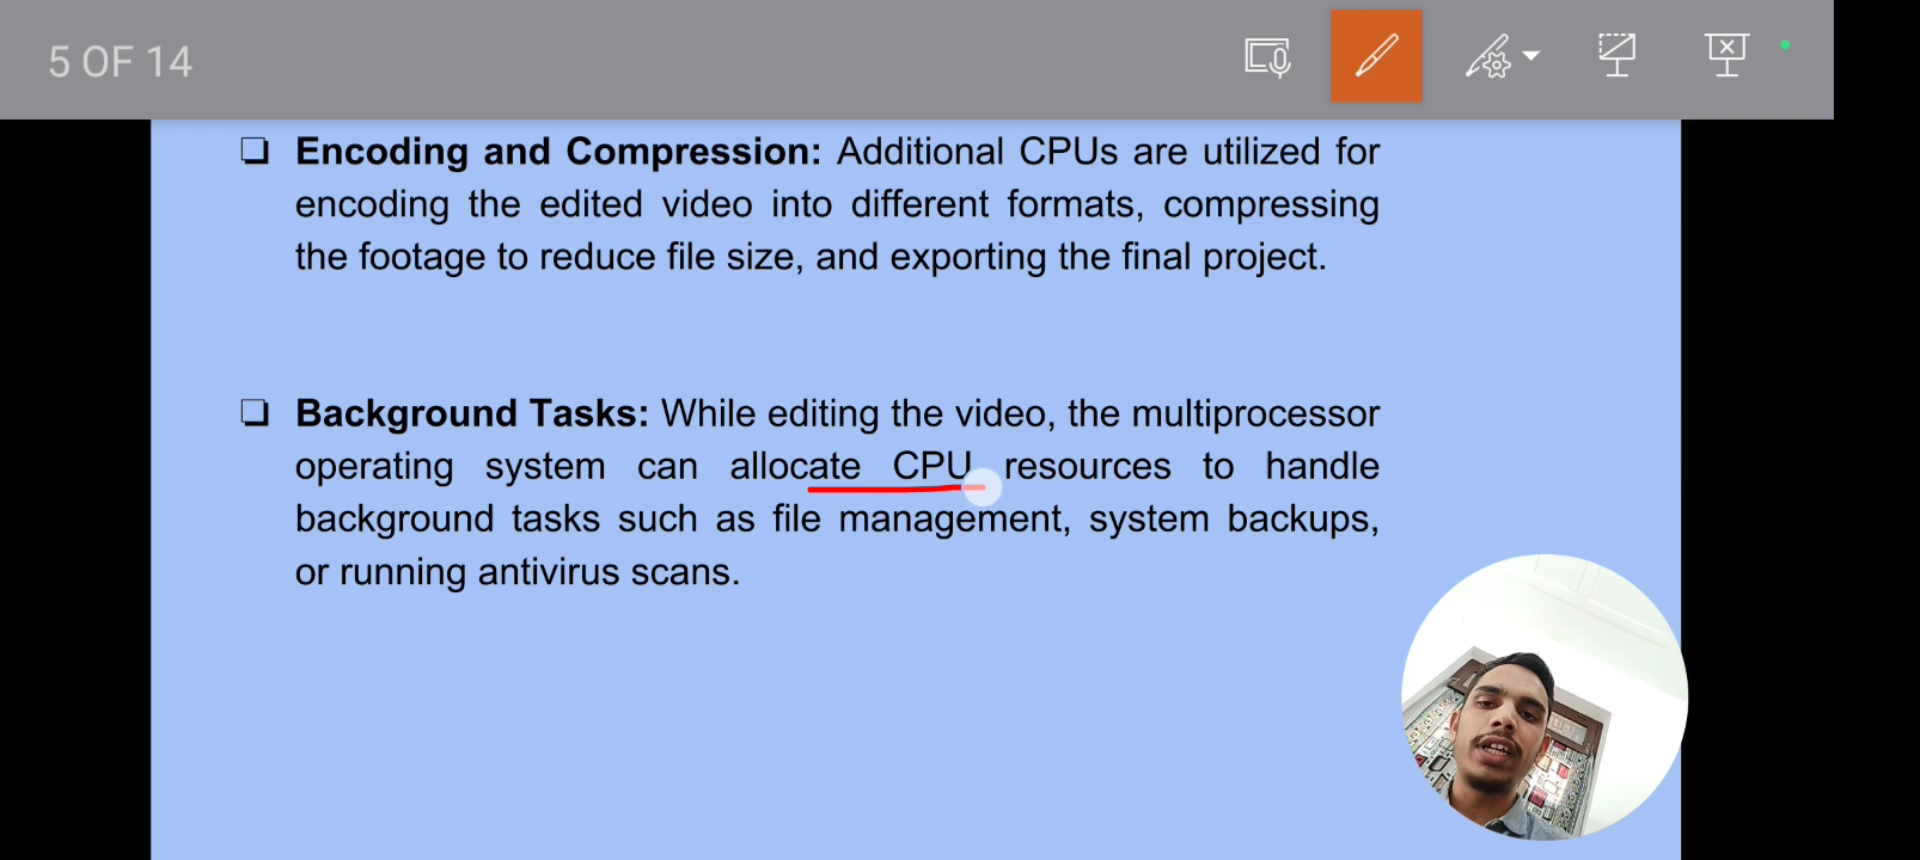 5 OF 14
❑ Encoding and Compression: Additional CPUs are utilized for
encoding the edited video into different formats, compressing
the footage to reduce file size, and exporting the final project.
❑ Background Tasks: While editing the video, the multiprocessor
operating system can allocate CPU resources to handle
background tasks such as file management, system backups,
or running antivirus scans.